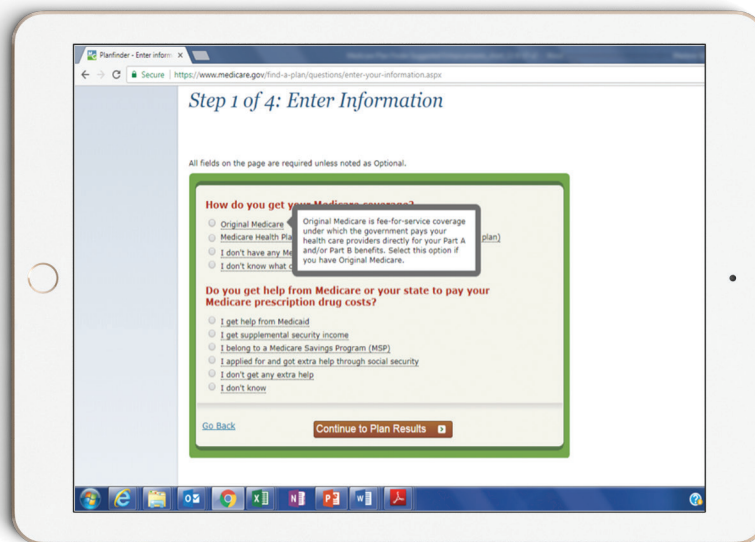 Planfinder - Enter inform
Secure | https://www.medicare.gov/find-a-plan/questions/enter-your-information.aspx
Step 1 of 4: Enter Information
All fields on the page are required unless noted as Optional.
How do you get your Medicare coverage?
Original Medicare
Medicare Health Pla
plan)
I don't have any Me
I don't know what c
Original Medicare is fee-for-service coverage
under which the government pays your
health care providers directly for your Part A
and/or Part B benefits. Select this option if
you have Original Medicare.
Do you get help from Medicare or your state to pay your
Medicare prescription drug costs?
I get help from Medicaid
I get supplemental security income
I belong to a Medicare Savings Program (MSP)
I applied for and got extra help through social security
I don't get any extra help
I don't know
Go Back
Continue to Plan Results